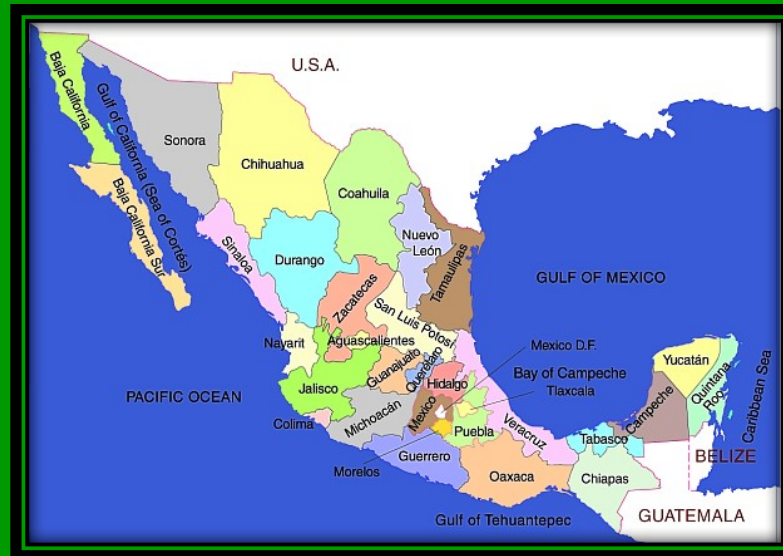 U.S.A.
Baja California
Gulf of California (Sea of Cortés)
Sonora
Chihuahua
Coahuila
Baja California Sur
Sinaloa
Durango
Nuevo
León
Tamaulipas
GULF OF MEXICO
Zacatecas
San Luis Potosí
Nayarit
Aguascalientes
Mexico D.F.
Guanajuato
Querétaro
Yucatán
Jalisco
Hidalgo
Bay of Campeche
Tlaxcala
Quintana
Roo
Caribbean Sea
PACIFIC OCEAN
Colima
Michoacán
Mexico
Puebla
Veracruz
Campeche
Tabasco
BELIZE
Morelos
Guerrero
Oaxaca
Chiapas
Gulf of Tehuantepec
GUATEMALA